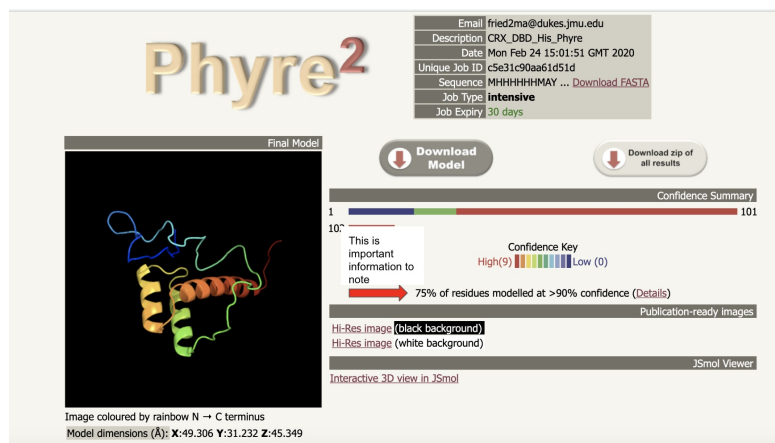 Phyre2
Email fried2ma@dukes.jmu.edu
Description CRX_DBD_His_Phyre
Date Mon Feb 24 15:01:51 GMT 2020
Unique Job ID c5e31c90aa61d51d
Sequence MHHHHHHMAY ... Download FASTA
Job Type intensive
Job Expiry 30 days
Final Model
Download Model
Download zip of all results
Confidence Summary
1 101
This is important information to note
Confidence Key
High(9) Low (0)
75% of residues modelled at >90% confidence (Details)
Publication-ready images
Hi-Res image (black background)
Hi-Res image (white background)
JSmol Viewer
Interactive 3D view in JSmol
Image coloured by rainbow N → C terminus
Model dimensions (Å): X:49.306 Y:31.232 Z:45.349